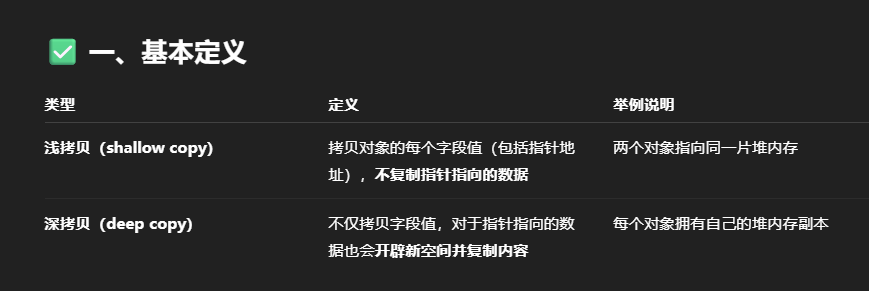 ✅ 一、基本定义
类型 定义 举例说明
浅拷贝（shallow copy） 拷贝对象的每个字段值（包括指针地 两个对象指向同一片堆内存
址），不复制指针指向的数据
深拷贝（deep copy） 不仅拷贝字段值，对于指针指向的数 每个对象拥有自己的堆内存副本
据也会开辟新空间并复制内容